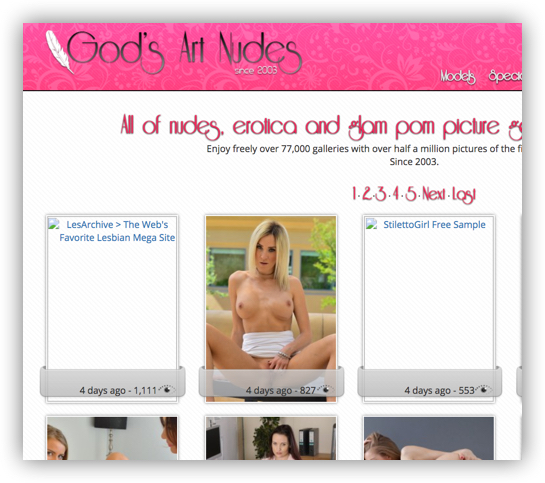 God's Art Nudes
since 2003
Models
All of nudes, erotica and glam porn picture
Enjoy freely over 77,000 galleries with over half a million pictures of the
Since 2003.
1 · 2 · 3 · 4 · 5 · Next · Last
LesArchive > The Web's
Favorite Lesbian Mega Site
StilettoGirl Free Sample
4 days ago - 1,111
4 days ago - 827
4 days ago - 553